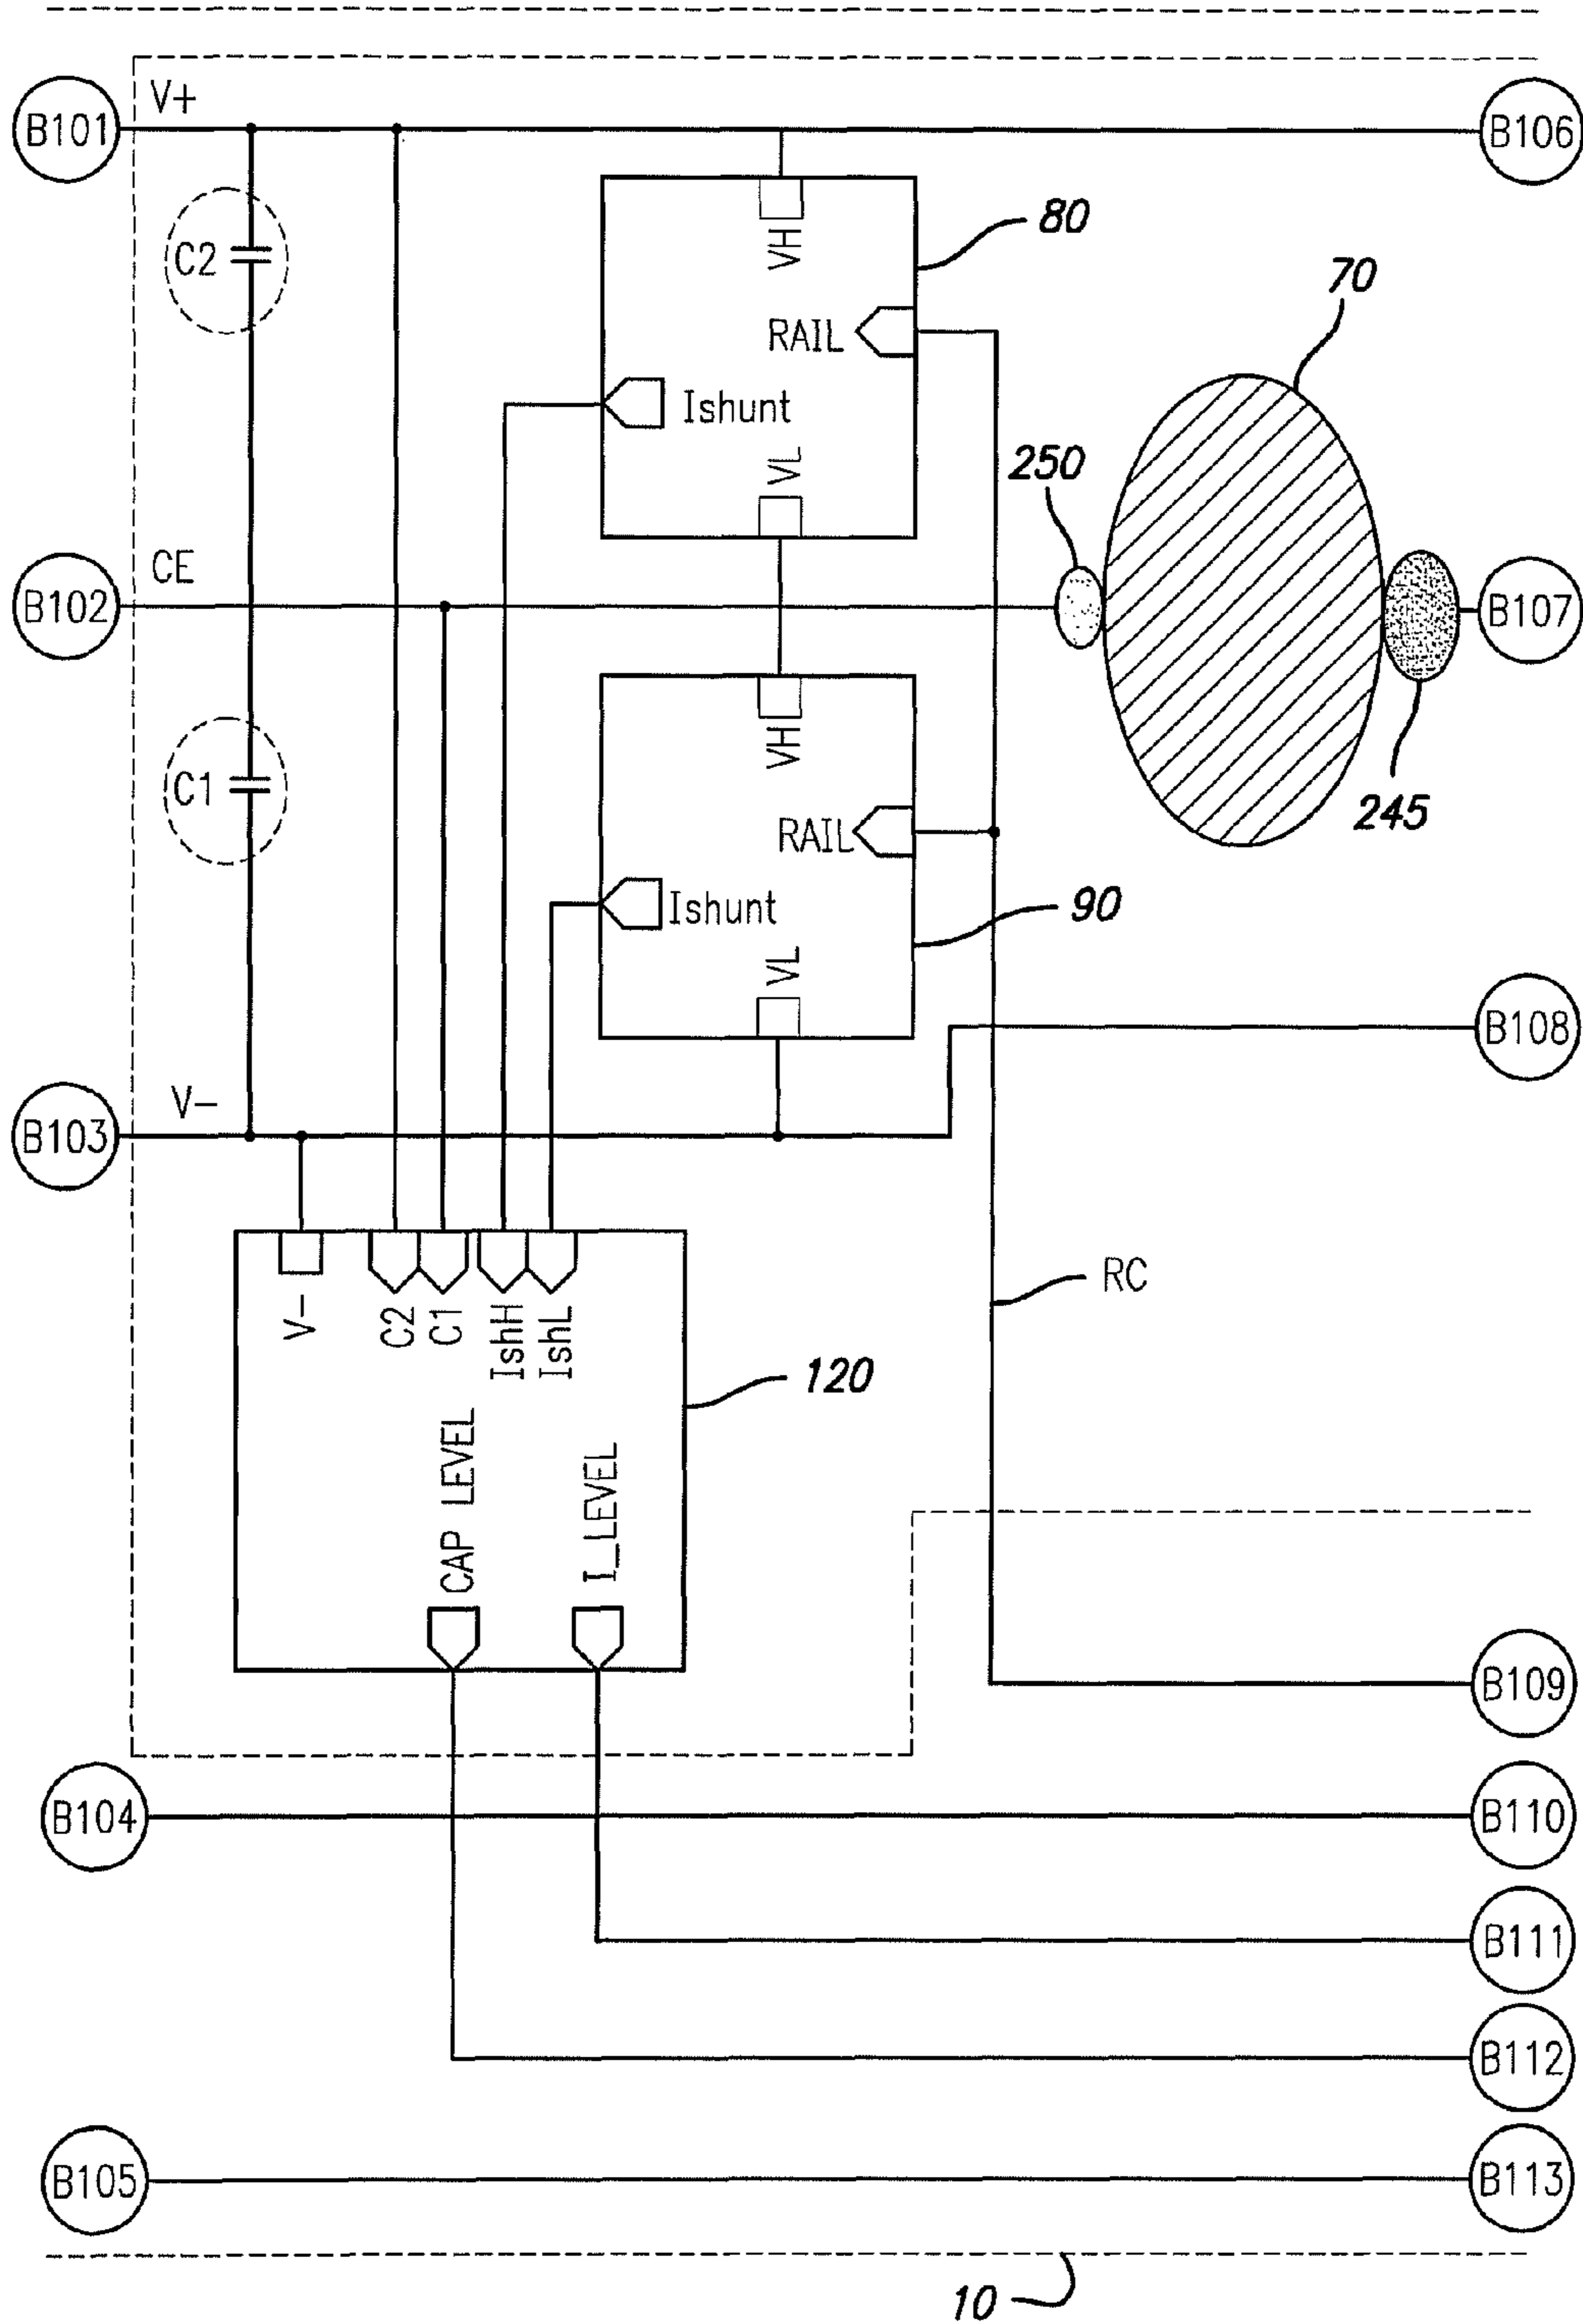 V+
B101
B106
C2
VH
80
RAIL
70
Ishunt
VL
250
CE
B102
B107
VH
C1
RAIL
245
Ishunt
90
VL
B108
V-
B103
RC
V-
C2
C1
IshH
IshL
120
CAP LEVEL
I_LEVEL
B109
B104
B110
B111
B112
B105
B113
10